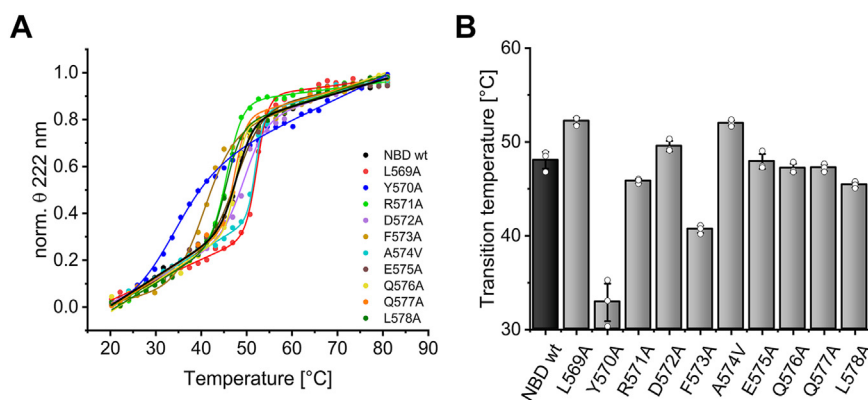 A
norm. θ 222 nm
1.0
0.8
0.6
0.4
0.2
0.0
20 30 40 50 60 70 80 90
Temperature [°C]
NBD wt
L569A
Y570A
R571A
D572A
F573A
A574V
E575A
Q576A
Q577A
L578A
B
Transition temperature [°C]
60
50
40
30
NBD wt
L569A
Y570A
R571A
D572A
F573A
A574V
E575A
Q576A
Q577A
L578A